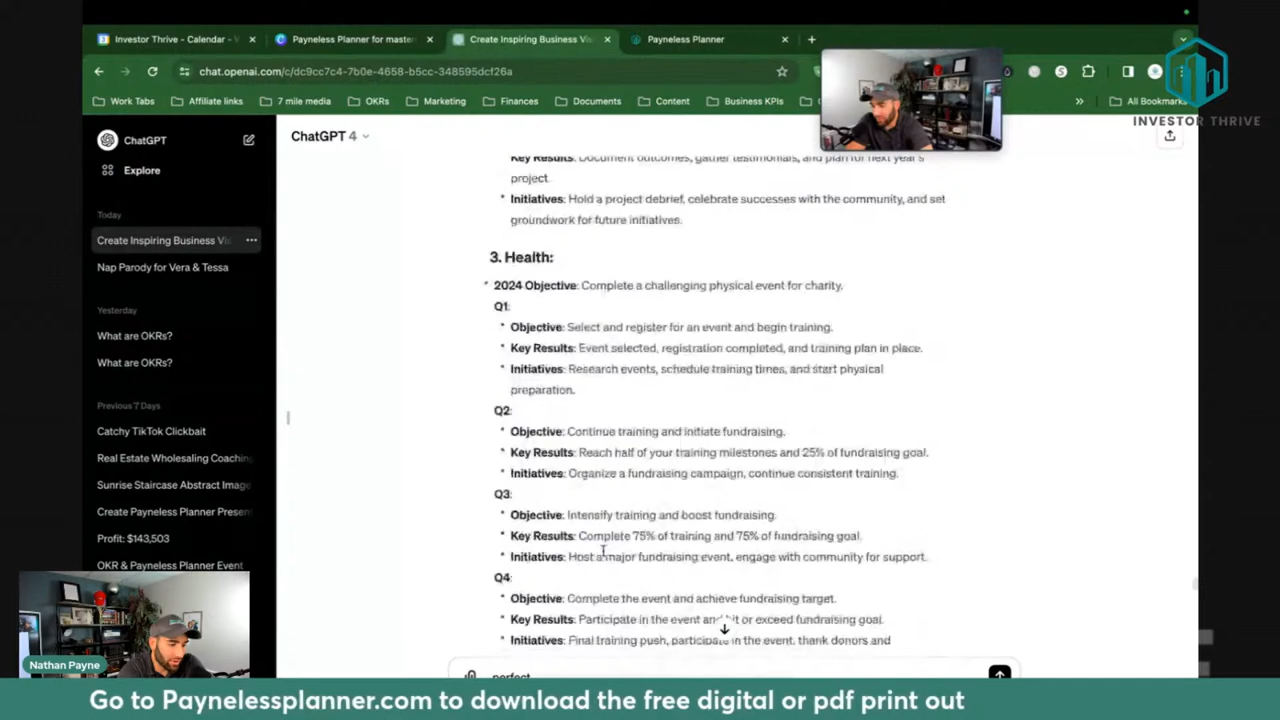 Investor Thrive - Calendar - V
Payneless Planner for master
Create Inspiring Business Vis
Payneless Planner
chat.openai.com/c/dc9cc7c4-7b0e-4658-b5cc-348595dcf26a
Work Tabs
Affiliate links
7 mile media
OKRs
Marketing
Finances
Documents
Content
Business KPIs
All Bookmarks
INVESTOR THRIVE
ChatGPT
Explore
Today
Create Inspiring Business Vis
Nap Parody for Vera & Tessa
Yesterday
What are OKRs?
What are OKRs?
Previous 7 Days
Catchy TikTok Clickbait
Real Estate Wholesaling Coaching
Sunrise Staircase Abstract Image
Create Payneless Planner Present
Profit: $143,503
OKR & Payneless Planner Event
ChatGPT 4
Key Results: Document outcomes, gather testimonials, and plan for next year's
project.
Initiatives: Hold a project debrief, celebrate successes with the community, and set
groundwork for future initiatives.
3. Health:
2024 Objective: Complete a challenging physical event for charity.
Q1:
Objective: Select and register for an event and begin training.
Key Results: Event selected, registration completed, and training plan in place.
Initiatives: Research events, schedule training times, and start physical
preparation.
Q2:
Objective: Continue training and initiate fundraising.
Key Results: Reach half of your training milestones and 25% of fundraising goal.
Initiatives: Organize a fundraising campaign, continue consistent training.
Q3:
Objective: Intensify training and boost fundraising.
Key Results: Complete 75% of training and 75% of fundraising goal.
Initiatives: Host a major fundraising event, engage with community for support.
Q4:
Objective: Complete the event and achieve fundraising target.
Key Results: Participate in the event and hit or exceed fundraising goal.
Initiatives: Final training push, participate in the event, thank donors and
perfect
Nathan Payne
Go to Paynelessplanner.com to download the free digital or pdf print out